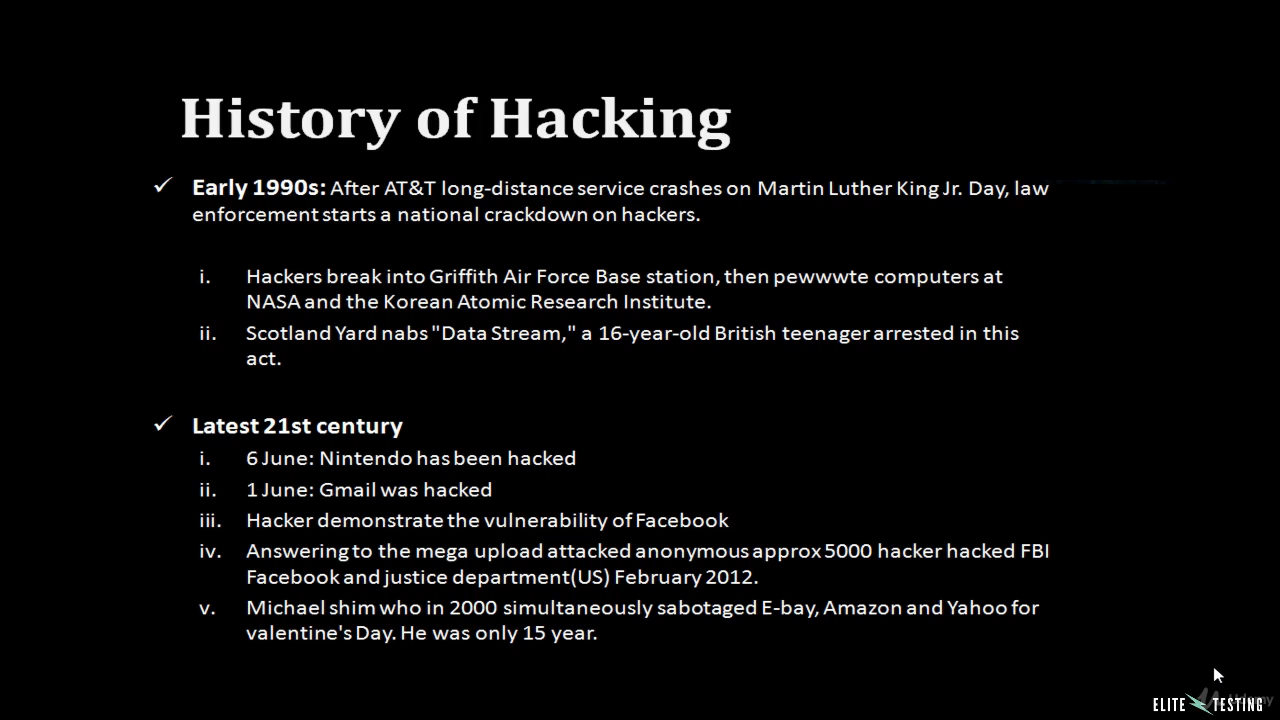 History of Hacking
✓ Early 1990s: After AT&T long-distance service crashes on Martin Luther King Jr. Day, law
enforcement starts a national crackdown on hackers.
i. Hackers break into Griffith Air Force Base station, then pewwwte computers at
NASA and the Korean Atomic Research Institute.
ii. Scotland Yard nabs "Data Stream," a 16-year-old British teenager arrested in this
act.
✓ Latest 21st century
i. 6 June: Nintendo has been hacked
ii. 1 June: Gmail was hacked
iii. Hacker demonstrate the vulnerability of Facebook
iv. Answering to the mega upload attacked anonymous approx 5000 hacker hacked FBI
Facebook and justice department(US) February 2012.
v. Michael shim who in 2000 simultaneously sabotaged E-bay, Amazon and Yahoo for
valentine's Day. He was only 15 year.
ELITE TESTING